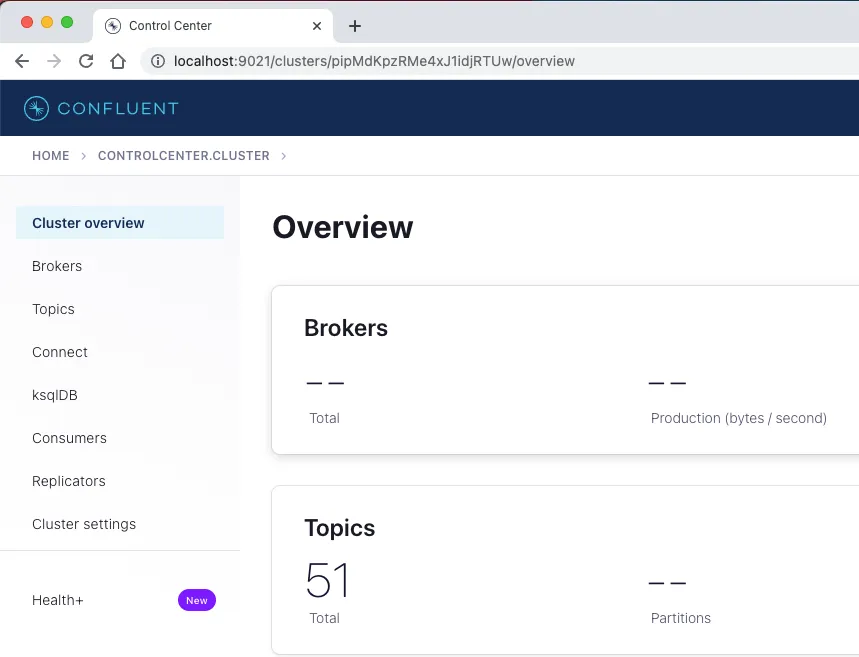 Control Center
localhost:9021/clusters/pipMdKpzRMe4xJ1idjRTUw/overview
CONFLUENT
HOME > CONTROLCENTER.CLUSTER >
Cluster overview
Brokers
Topics
Connect
ksqlDB
Consumers
Replicators
Cluster settings
Health+ New
Overview
Brokers
-- --
Total Production (bytes / second)
Topics
51 --
Total Partitions